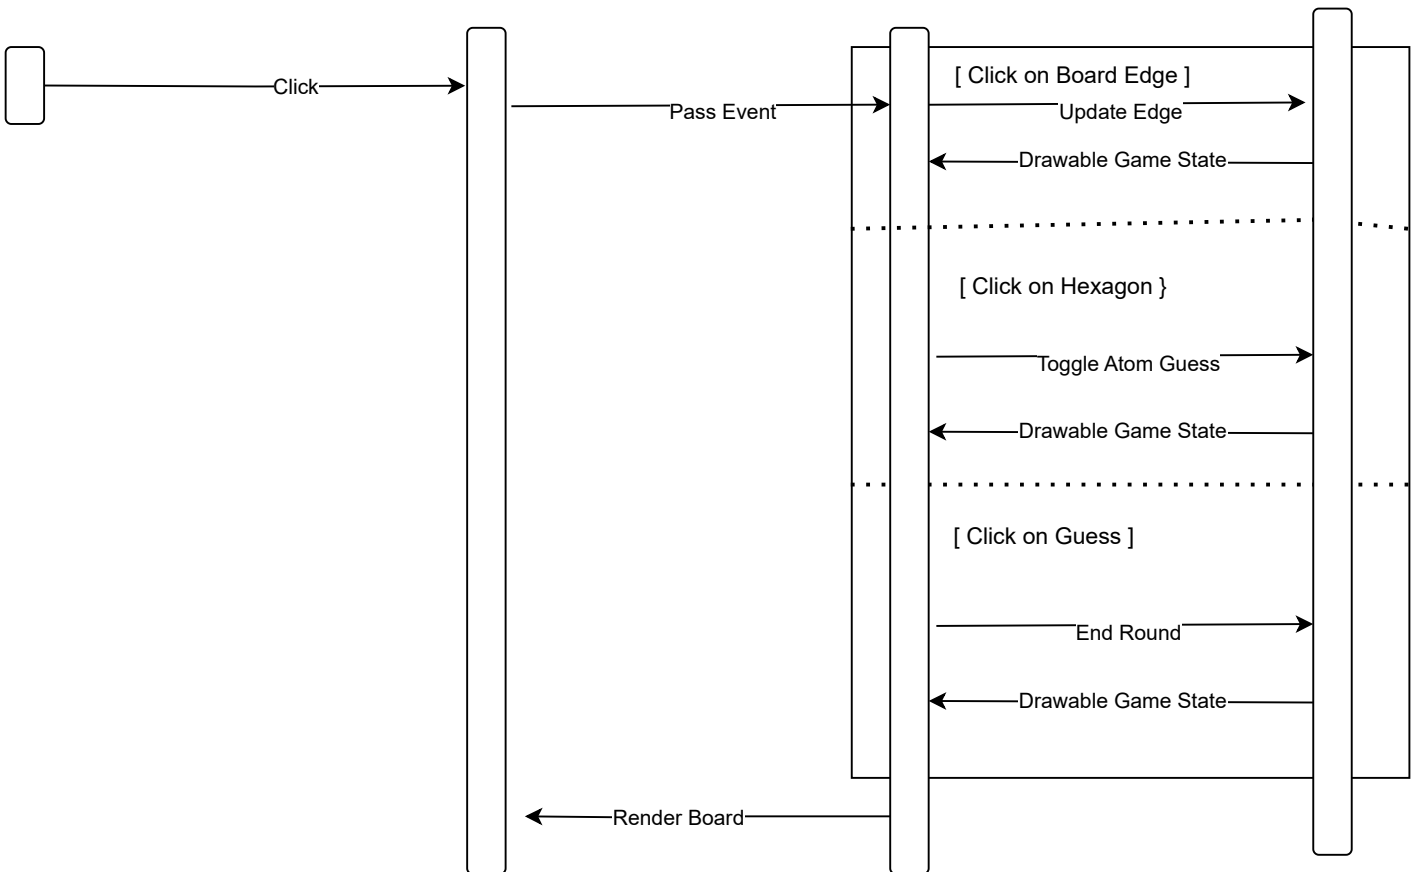 [ Click on Board Edge ]
Click
Pass Event
Update Edge
Drawable Game State
[ Click on Hexagon }
Toggle Atom Guess
Drawable Game State
[ Click on Guess ]
End Round
Drawable Game State
Render Board